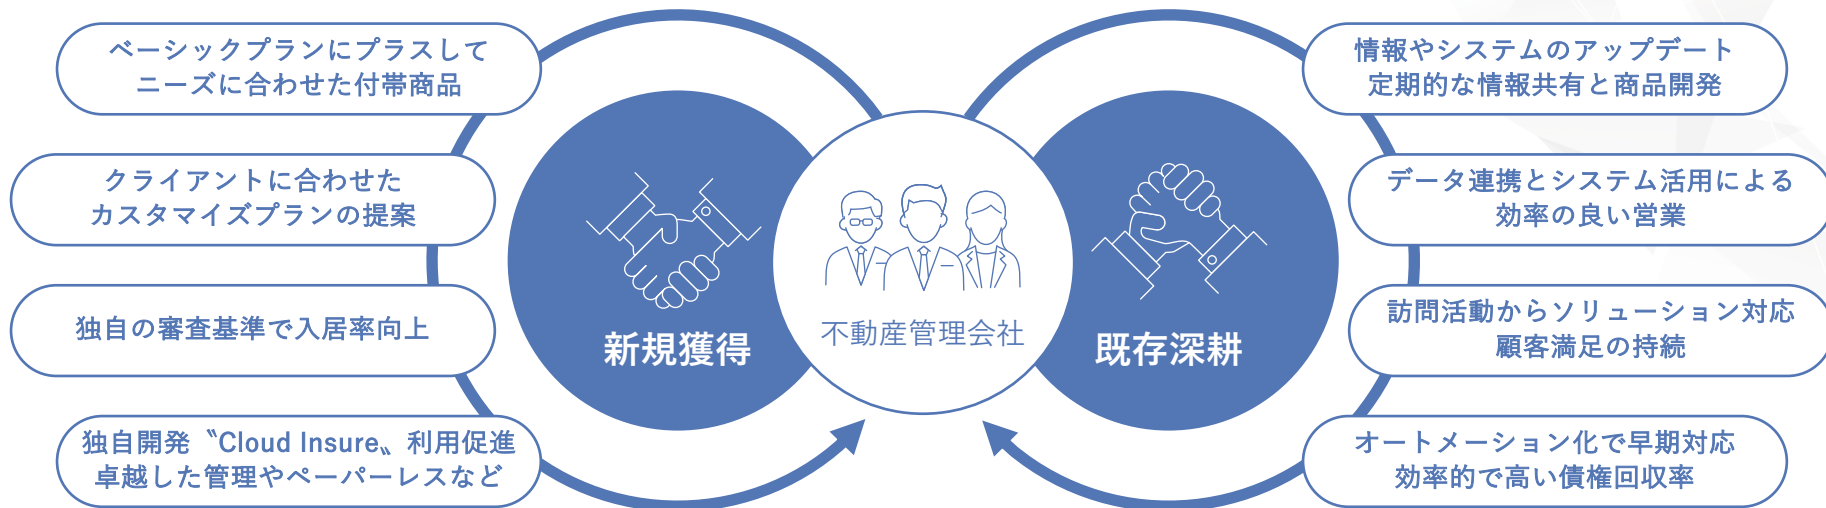 ベーシックプランにプラスして
ニーズに合わせた付帯商品
クライアントに合わせた
カスタマイズプランの提案
独自の審査基準で入居率向上
独自開発〝Cloud Insure〟利用促進
卓越した管理やペーパーレスなど
新規獲得
不動産管理会社
既存深耕
情報やシステムのアップデート
定期的な情報共有と商品開発
データ連携とシステム活用による
効率の良い営業
訪問活動からソリューション対応
顧客満足の持続
オートメーション化で早期対応
効率的で高い債権回収率